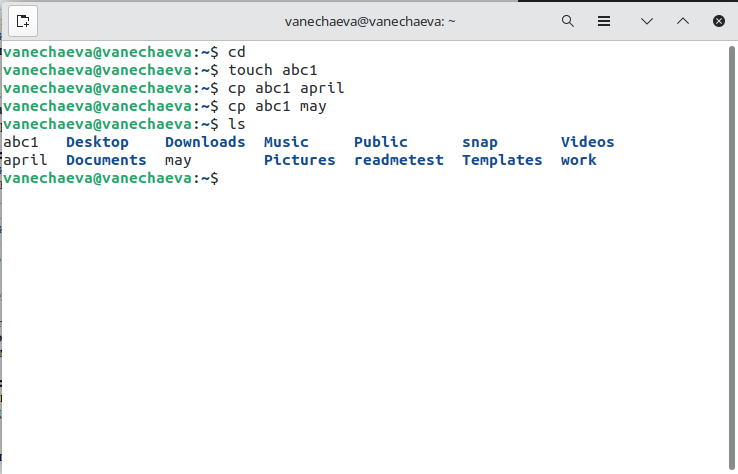 vanechaeva@vanechaeva: ~
vanechaeva@vanechaeva:~$ cd
vanechaeva@vanechaeva:~$ touch abc1
vanechaeva@vanechaeva:~$ cp abc1 april
vanechaeva@vanechaeva:~$ cp abc1 may
vanechaeva@vanechaeva:~$ ls
abc1   Desktop    Downloads  Music     Public      snap       Videos
april  Documents  may        Pictures  readmetest  Templates  work
vanechaeva@vanechaeva:~$